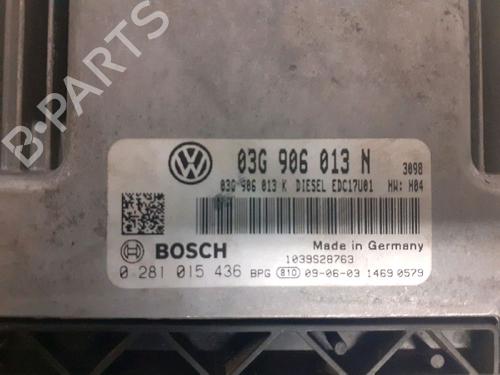 B-PARTS
03G 906 013 N 3098
03G 906 013 K DIESEL EDC17U01 HW: H04
BOSCH Made in Germany
1039S28763
0 281 015 436 BPG 810 09-06-03 1469 0579